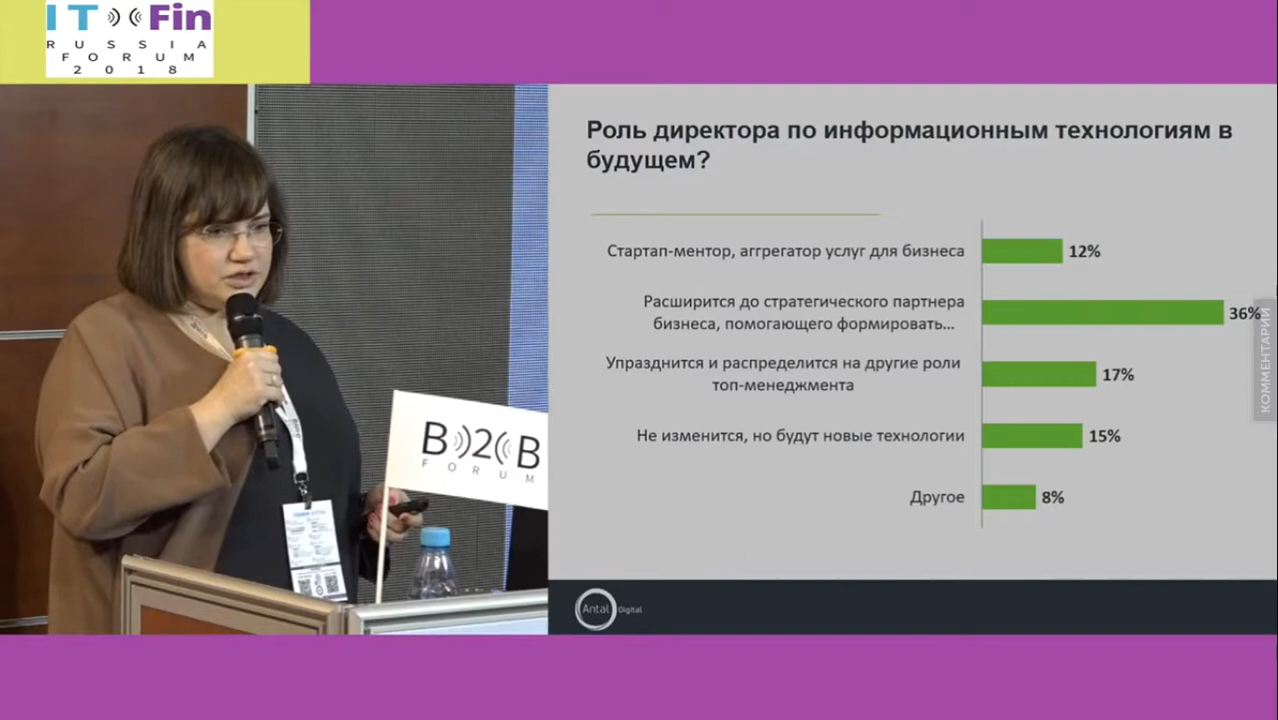 IT Fin
RUSSIA
FORUM
2018
Роль директора по информационным технологиям в
будущем?
Стартап-ментор, аггрегатор услуг для бизнеса
12%
Расширится до стратегического партнера
бизнеса, помогающего формировать...
36%
Упразднится и распределится на другие роли
топ-менеджмента
17%
Не изменится, но будут новые технологии
15%
Другое
8%
КОММЕНТАРИИ
B 2 B
FORUM
Antal Digital